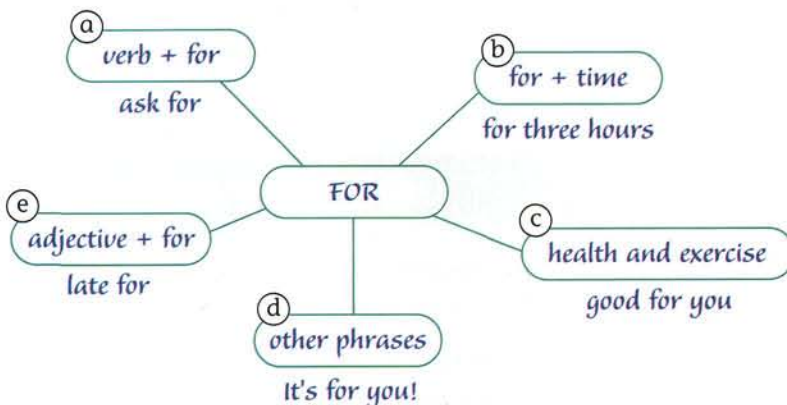 a
verb + for
ask for
b
for + time
for three hours
FOR
e
adjective + for
late for
c
health and exercise
good for you
d
other phrases
It's for you!